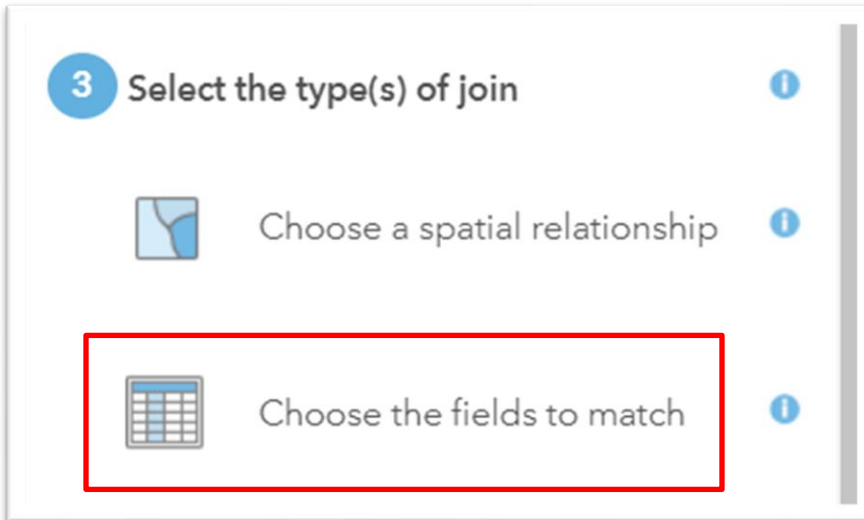 3 Select the type(s) of join
Choose a spatial relationship
Choose the fields to match